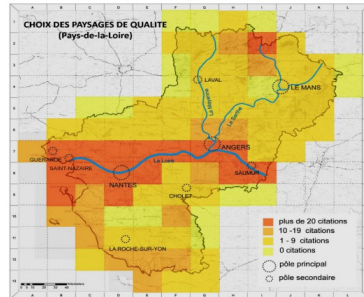 CHOIX DES PAYSAGES DE QUALITE
(Pays-de-la-Loire)
A B C D E F G H I J K
LAVAL
LE MANS
La Mayenne
La Sarthe
ANGERS
GUERANDE
SAINT-NAZAIRE
La Loire
SAUMUR
NANTES
CHOLET
LA ROCHE-SUR-YON
plus de 20 citations
10 -19 citations
1 - 9 citations
0 citations
pôle principal
pôle secondaire